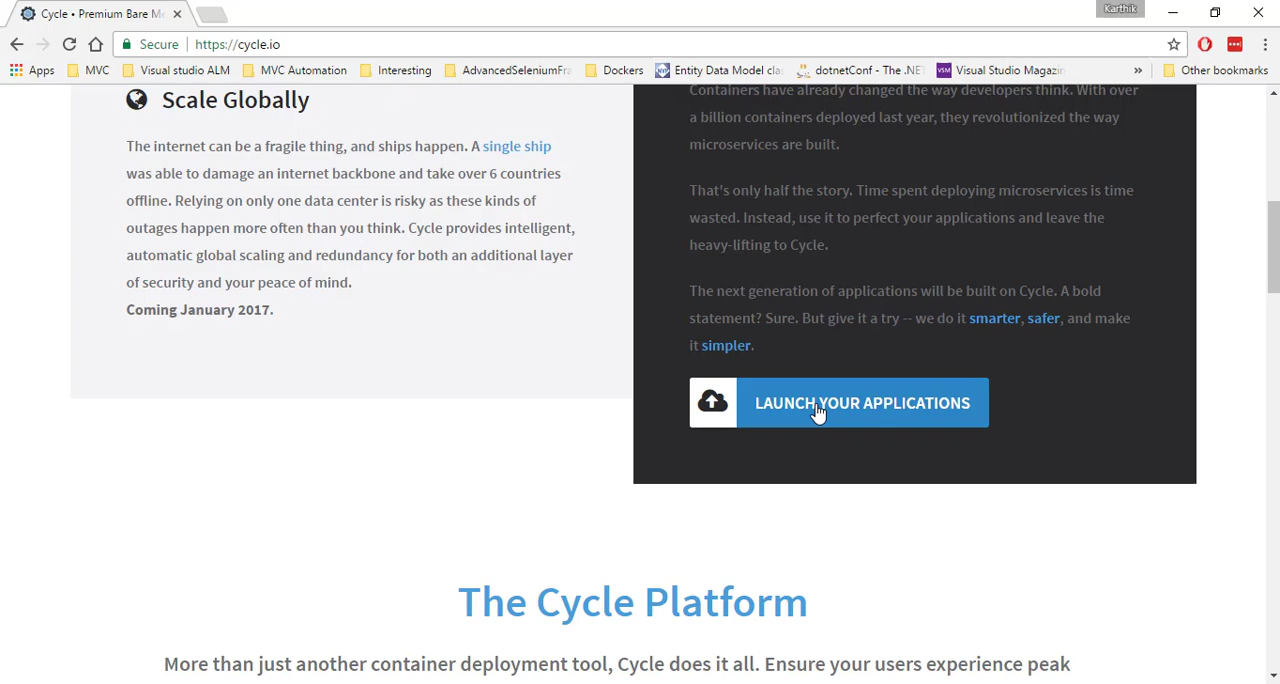 Cycle • Premium Bare Me
Karthik
Secure
https://cycle.io
Apps
MVC
Visual studio ALM
MVC Automation
Interesting
AdvancedSeleniumFra
Dockers
Entity Data Model cla
dotnetConf - The .NET
VSM
Visual Studio Magazin
»
Other bookmarks
Scale Globally
The internet can be a fragile thing, and ships happen. A single ship
was able to damage an internet backbone and take over 6 countries
offline. Relying on only one data center is risky as these kinds of
outages happen more often than you think. Cycle provides intelligent,
automatic global scaling and redundancy for both an additional layer
of security and your peace of mind.
Coming January 2017.
Containers have already changed the way developers think. With over
a billion containers deployed last year, they revolutionized the way
microservices are built.
That's only half the story. Time spent deploying microservices is time
wasted. Instead, use it to perfect your applications and leave the
heavy-lifting to Cycle.
The next generation of applications will be built on Cycle. A bold
statement? Sure. But give it a try -- we do it smarter, safer, and make
it simpler.
LAUNCH YOUR APPLICATIONS
The Cycle Platform
More than just another container deployment tool, Cycle does it all. Ensure your users experience peak